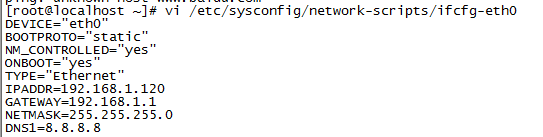 [root@localhost ~]# vi /etc/sysconfig/network-scripts/ifcfg-eth0
DEVICE="eth0"
BOOTPROTO="static"
NM_CONTROLLED="yes"
ONBOOT="yes"
TYPE="Ethernet"
IPADDR=192.168.1.120
GATEWAY=192.168.1.1
NETMASK=255.255.255.0
DNS1=8.8.8.8